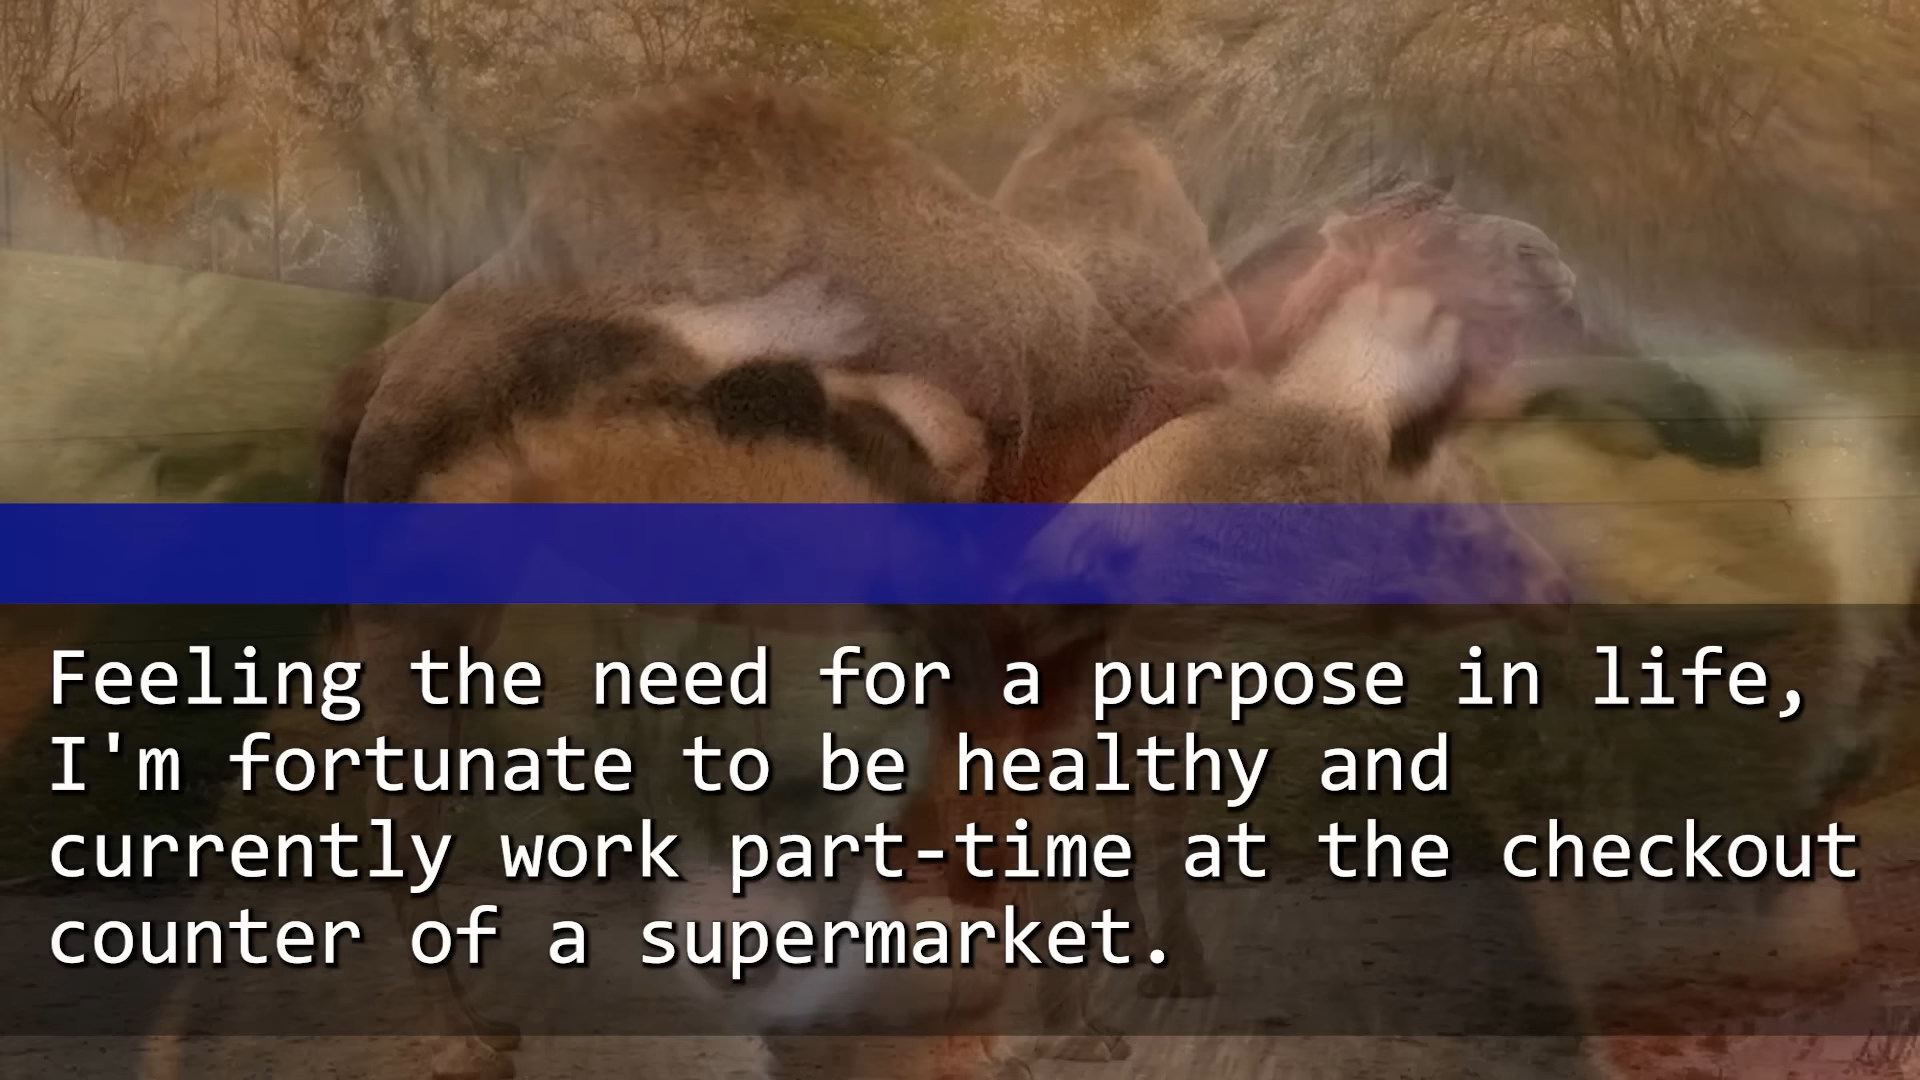 Feeling the need for a purpose in life,
I'm fortunate to be healthy and
currently work part-time at the checkout
counter of a supermarket.